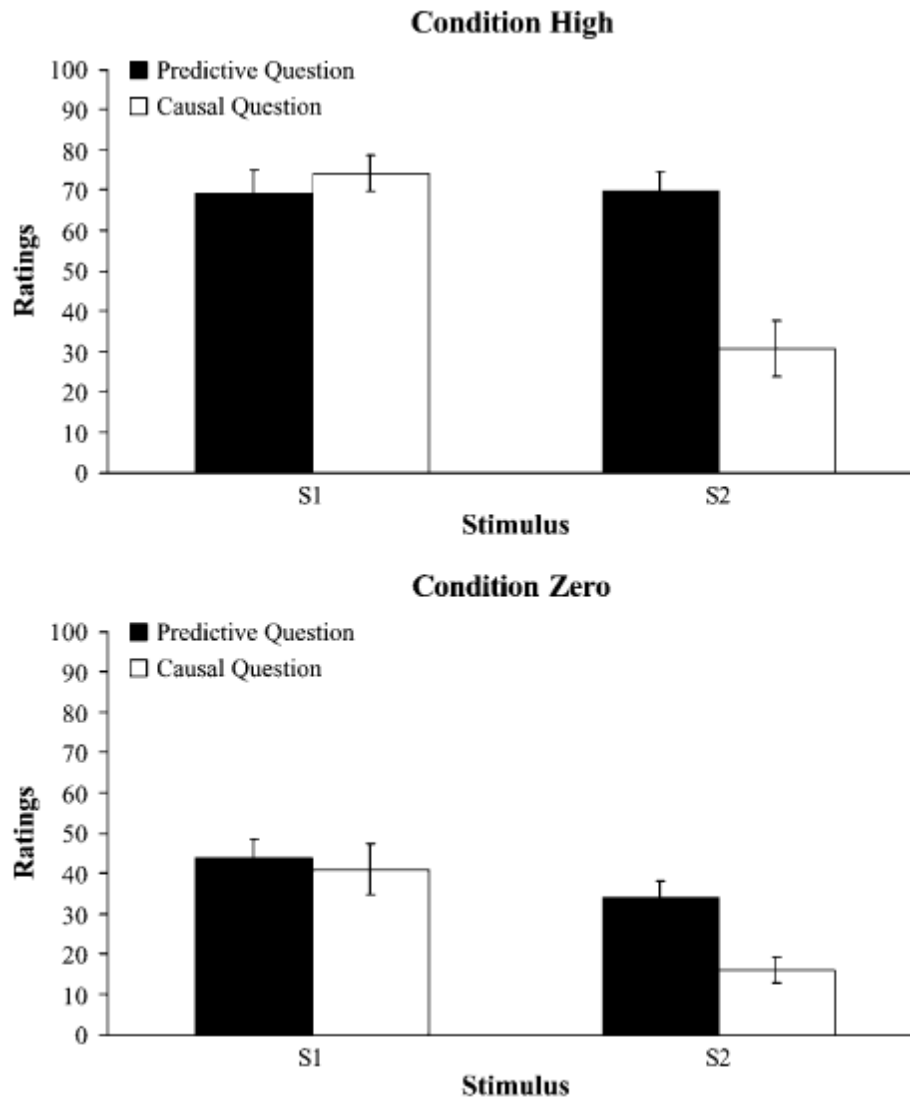 Condition High
Predictive Question
Causal Question
100
90
80
70
60
50
40
30
20
10
0
Ratings
S1
S2
Stimulus
Condition Zero
Predictive Question
Causal Question
100
90
80
70
60
50
40
30
20
10
0
Ratings
S1
S2
Stimulus